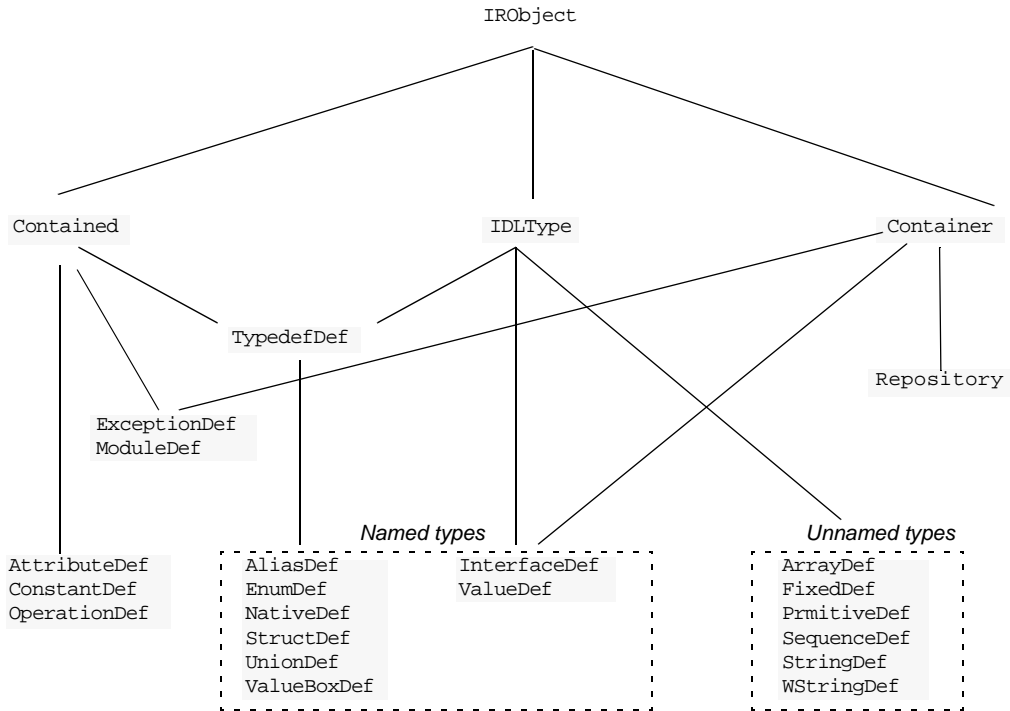 IRObject
Contained
IDLType
Container
TypedefDef
Repository
ExceptionDef
ModuleDef
Named types
Unnamed types
AttributeDef
ConstantDef
OperationDef
AliasDef
EnumDef
NativeDef
StructDef
UnionDef
ValueBoxDef
InterfaceDef
ValueDef
ArrayDef
FixedDef
PrmitiveDef
SequenceDef
StringDef
WStringDef